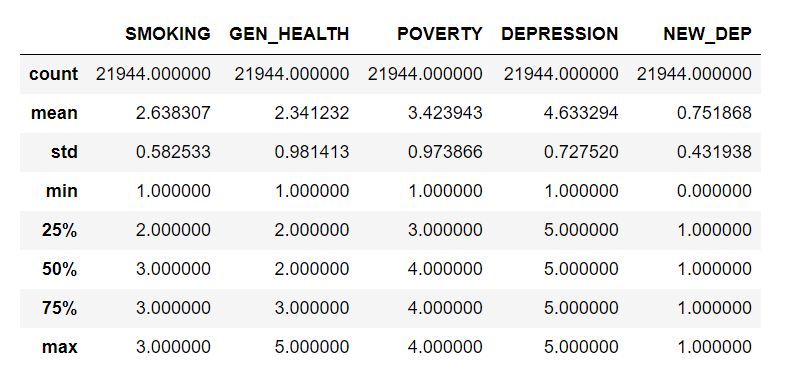 SMOKING GEN_HEALTH POVERTY DEPRESSION NEW_DEP
count 21944.000000 21944.000000 21944.000000 21944.000000 21944.000000
mean 2.638307 2.341232 3.423943 4.633294 0.751868
std 0.582533 0.981413 0.973866 0.727520 0.431938
min 1.000000 1.000000 1.000000 1.000000 0.000000
25% 2.000000 2.000000 3.000000 5.000000 1.000000
50% 3.000000 2.000000 4.000000 5.000000 1.000000
75% 3.000000 3.000000 4.000000 5.000000 1.000000
max 3.000000 5.000000 4.000000 5.000000 1.000000